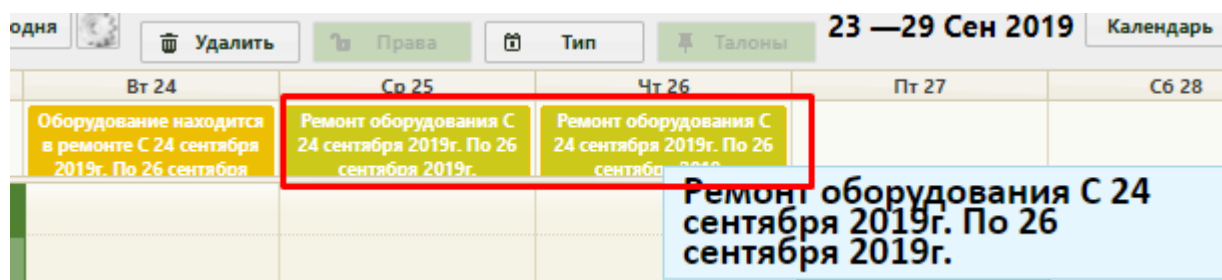 одня Удалить Права Тип Талоны 23 —29 Сен 2019 Календарь
Вт 24 Ср 25 Чт 26 Пт 27 Сб 28
Оборудование находится
в ремонте С 24 сентября
2019г. По 26 сентября
Ремонт оборудования С
24 сентября 2019г. По 26
сентября 2019г.
Ремонт оборудования С
24 сентября 2019г. По 26
сентября 2019
Ремонт оборудования С 24
сентября 2019г. По 26
сентября 2019г.